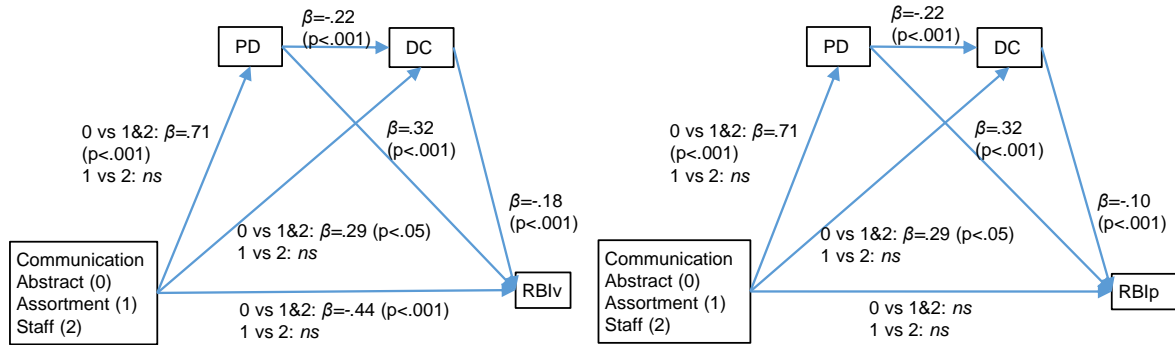 β=-.22
(p<.001)
PD
DC
0 vs 1&2: β=.71
(p<.001)
1 vs 2: ns
β=.32
(p<.001)
β=-.18
(p<.001)
0 vs 1&2: β=.29 (p<.05)
1 vs 2: ns
Communication
Abstract (0)
Assortment (1)
Staff (2)
RBIv
0 vs 1&2: β=-.44 (p<.001)
1 vs 2: ns
β=-.22
(p<.001)
PD
DC
0 vs 1&2: β=.71
(p<.001)
1 vs 2: ns
β=.32
(p<.001)
β=-.10
(p<.001)
0 vs 1&2: β=.29 (p<.05)
1 vs 2: ns
Communication
Abstract (0)
Assortment (1)
Staff (2)
RBIp
0 vs 1&2: ns
1 vs 2: ns